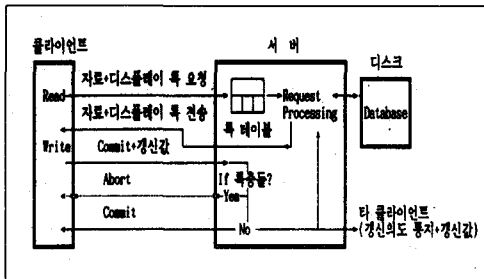 클라이언트
서 버
디스크
Read
자료+디스플레이 록 요청
자료+디스플레이 록 전송
록 테이블
Request
Processing
Database
Write
Commit+갱신값
Abort
If 록충돌?
Yes
Commit
No
타 클라이언트
(갱신의도 통지+갱신값)